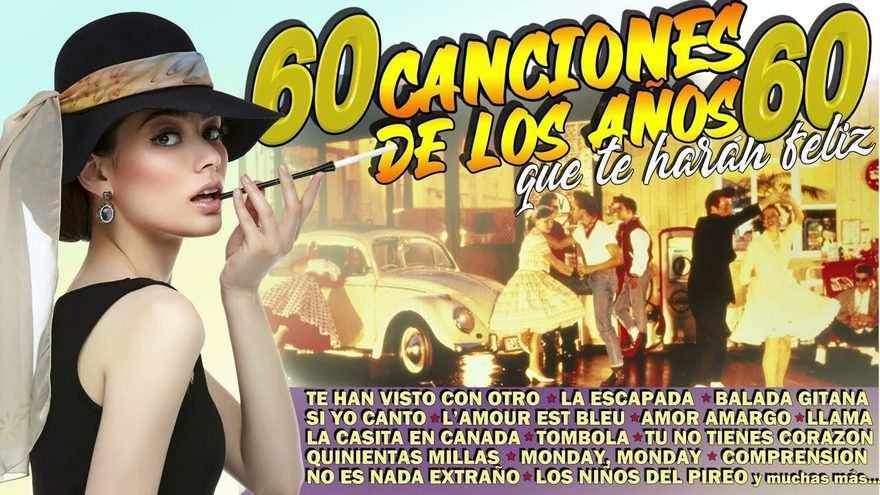 60 CANCIONES
DE LOS AÑOS 60
que te harán feliz
TE HAN VISTO CON OTRO ★ LA ESCAPADA ★ BALADA GITANA
SI YO CANTO ★ L'AMOUR EST BLEU ★ AMOR AMARGO ★ LLAMA
LA CASITA EN CANADA ★ TOMBOLA ★ TU NO TIENES CORAZON
QUINIENTAS MILLAS ★ MONDAY, MONDAY ★ COMPRENSION
NO ES NADA EXTRAÑO ★ LOS NIÑOS DEL PIREO y muchas más...